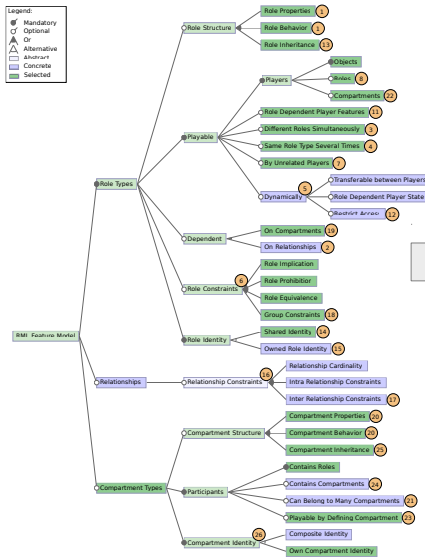 Legend:
Mandatory
Optional
Or
Alternative
Abstract
Concrete
Selected
RML Feature Model
Role Types
Role Structure
Role Properties 1
Role Behavior 1
Role Inheritance 13
Playable
Players
Objects
Roles 8
Compartments 22
Role Dependent Player Features 11
Different Roles Simultaneously 3
Same Role Type Several Times 4
By Unrelated Players 7
Dynamically 5
Transferable between Players
Role Dependent Player State
Restrict Access 12
Dependent
On Compartments 19
On Relationships 2
Role Constraints 6
Role Implication
Role Prohibition
Role Equivalence
Group Constraints 18
Role Identity
Shared Identity 14
Owed Role Identity 15
Relationships
Relationship Constraints 16
Relationship Cardinality
Intra Relationship Constraints
Inter Relationship Constraints 17
Compartment Types
Compartment Structure
Compartment Properties 20
Compartment Behavior 20
Compartment Inheritance 25
Participants
Contains Roles
Contains Compartments 24
Can Belong to Many Compartments 21
Playable by Defining Compartment 23
Compartment Identity 26
Composite Identity
Own Compartment Identity